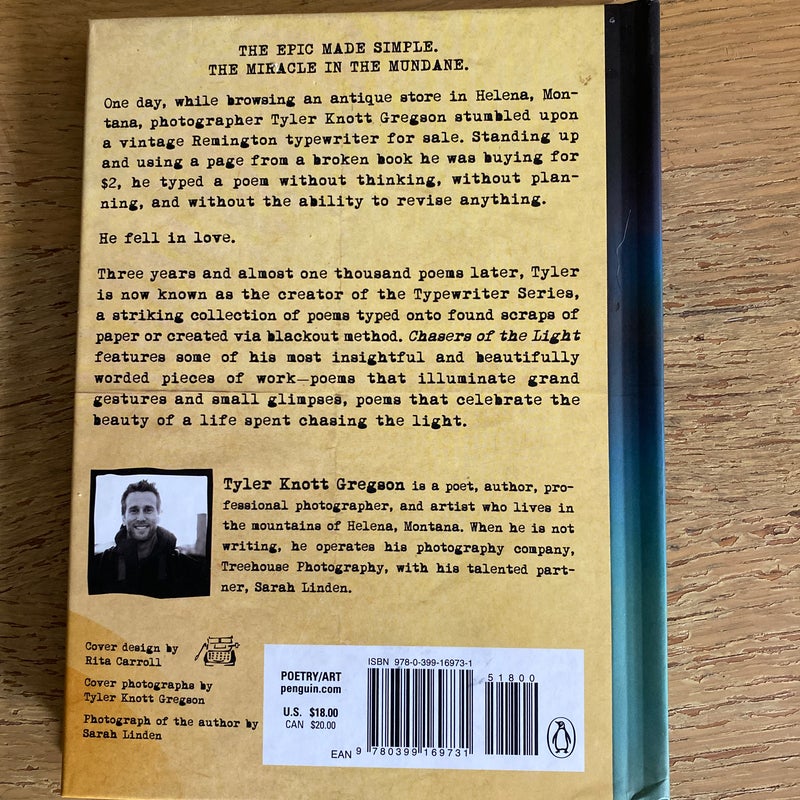 THE EPIC MADE SIMPLE.
THE MIRACLE IN THE MUNDANE.
One day, while browsing an antique store in Helena, Mon-
tana, photographer Tyler Knott Gregson stumbled upon
a vintage Remington typewriter for sale. Standing up
and using a page from a broken book he was buying for
$2, he typed a poem without thinking, without plan-
ning, and without the ability to revise anything.
He fell in love.
Three years and almost one thousand poems later, Tyler
is now known as the creator of the Typewriter Series,
a striking collection of poems typed onto found scraps of
paper or created via blackout method. Chasers of the Light
features some of his most insightful and beautifully
worded pieces of work—poems that illuminate grand
gestures and small glimpses, poems that celebrate the
beauty of a life spent chasing the light.
Tyler Knott Gregson is a poet, author, pro-
fessional photographer, and artist who lives in
the mountains of Helena, Montana. When he is not
writing, he operates his photography company,
Treehouse Photography, with his talented part-
ner, Sarah Linden.
Cover design by
Rita Carroll
Cover photographs by
Tyler Knott Gregson
Photograph of the author by
Sarah Linden
POETRY/ART
penguin.com
U.S. $18.00
CAN $20.00
ISBN 978-0-399-16973-1
51800
EAN 9 780399 169731